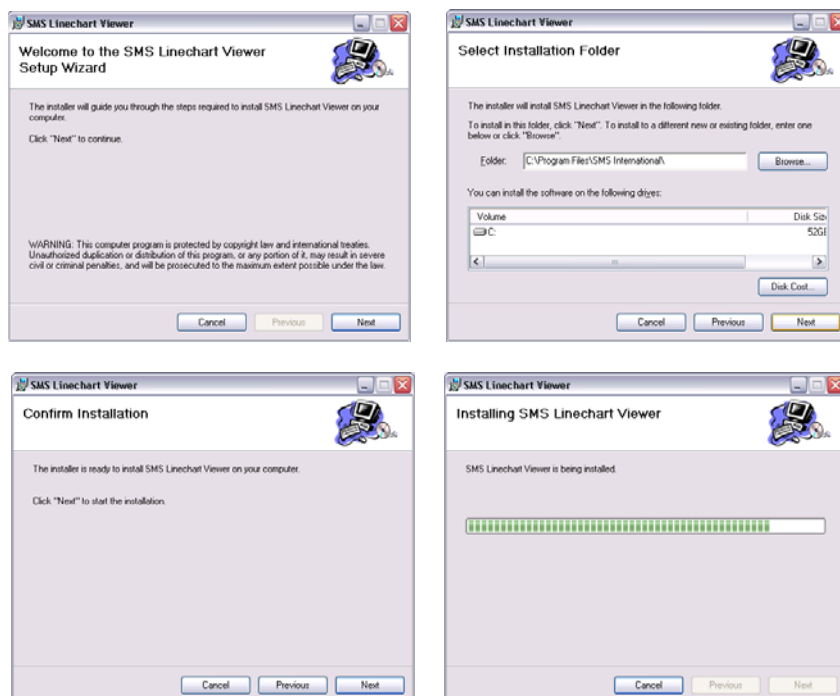 SMS Linechart Viewer
Welcome to the SMS Linechart Viewer
Setup Wizard
The installer will guide you through the steps required to install SMS Linechart Viewer on your
computer.
Click "Next" to continue.
WARNING: This computer program is protected by copyright law and international treaties.
Unauthorized duplication or distribution of this program, or any portion of it, may result in severe
civil or criminal penalties, and will be prosecuted to the maximum extent possible under the law.
Cancel Previous Next
SMS Linechart Viewer
Select Installation Folder
The installer will install SMS Linechart Viewer in the following folder.
To install in this folder, click "Next". To install to a different new or existing folder, enter one
below or click "Browse".
Folder: C:\Program Files\SMS International\ Browse...
You can install the software on the following drives:
Volume Disk Size
C: 52G
Disk Cost...
Cancel Previous Next
SMS Linechart Viewer
Confirm Installation
The installer is ready to install SMS Linechart Viewer on your computer.
Click "Next" to start the installation.
Cancel Previous Next
SMS Linechart Viewer
Installing SMS Linechart Viewer
SMS Linechart Viewer is being installed.
Cancel Previous Next